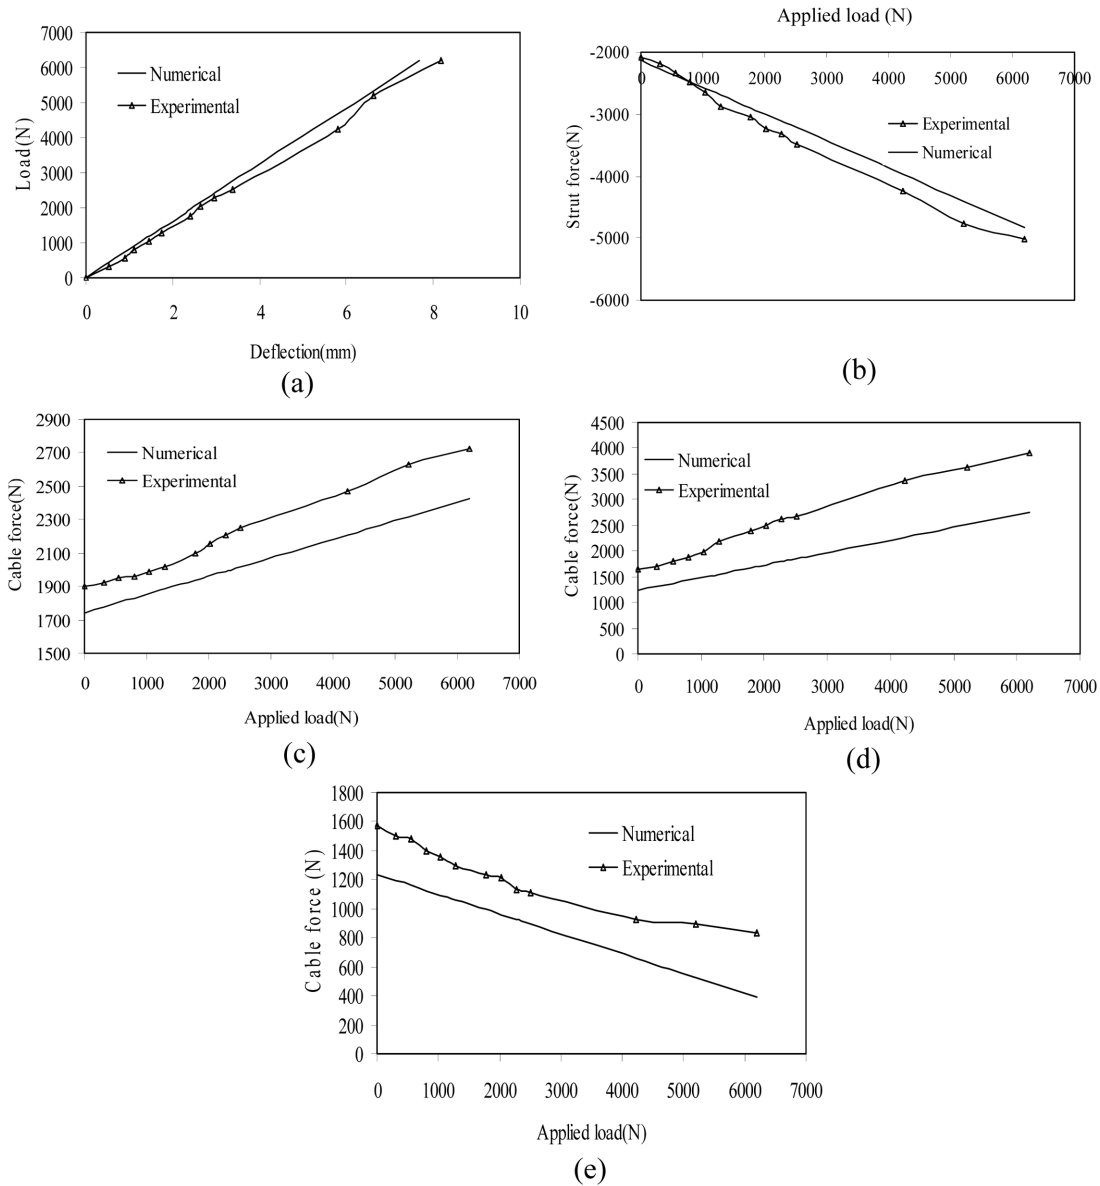 7000
6000
5000
4000
3000
2000
1000
0
Load(N)
Numerical
Experimental
0 2 4 6 8 10
Deflection(mm)
(a)
Applied load (N)
-2000
-3000
-4000
-5000
-6000
Strut force(N)
0 1000 2000 3000 4000 5000 6000 7000
Experimental
Numerical
(b)
2900
2700
2500
2300
2100
1900
1700
1500
Cable force(N)
Numerical
Experimental
0 1000 2000 3000 4000 5000 6000 7000
Applied load(N)
(c)
4500
4000
3500
3000
2500
2000
1500
1000
500
0
Cable force(N)
Numerical
Experimental
0 1000 2000 3000 4000 5000 6000 7000
Applied load(N)
(d)
1800
1600
1400
1200
1000
800
600
400
200
0
Cable force (N)
Numerical
Experimental
0 1000 2000 3000 4000 5000 6000 7000
Applied load(N)
(e)